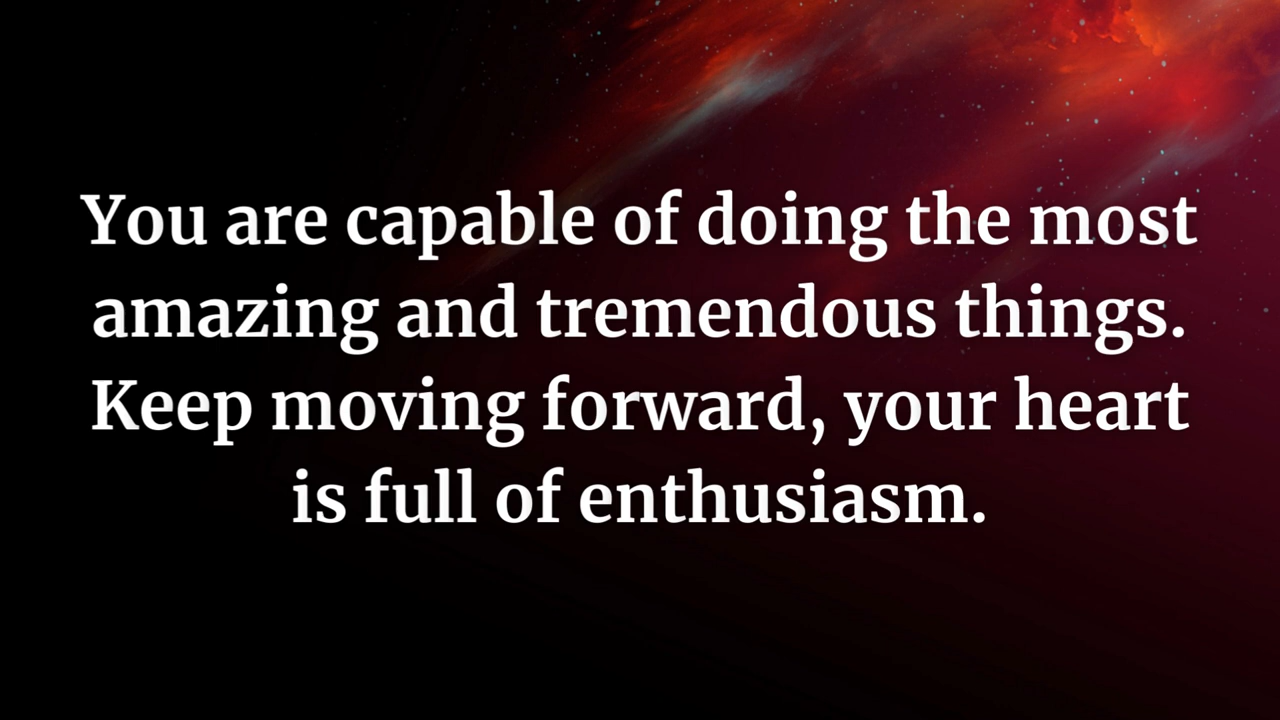 You are capable of doing the most
amazing and tremendous things.
Keep moving forward, your heart
is full of enthusiasm.